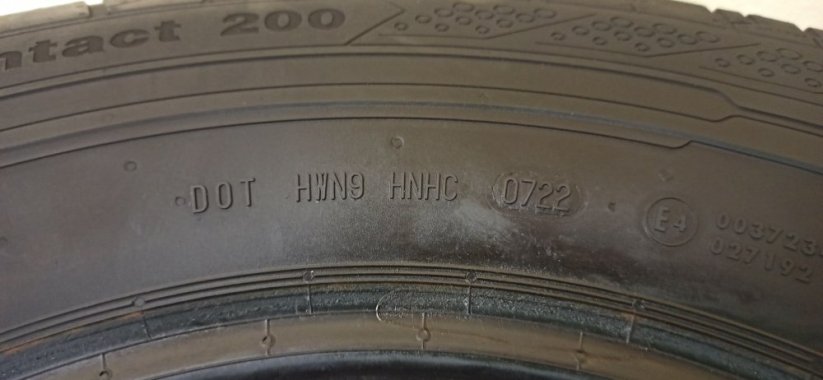 ntact 200
DOT HWN9 HNHC 0722
E4
003723
027192